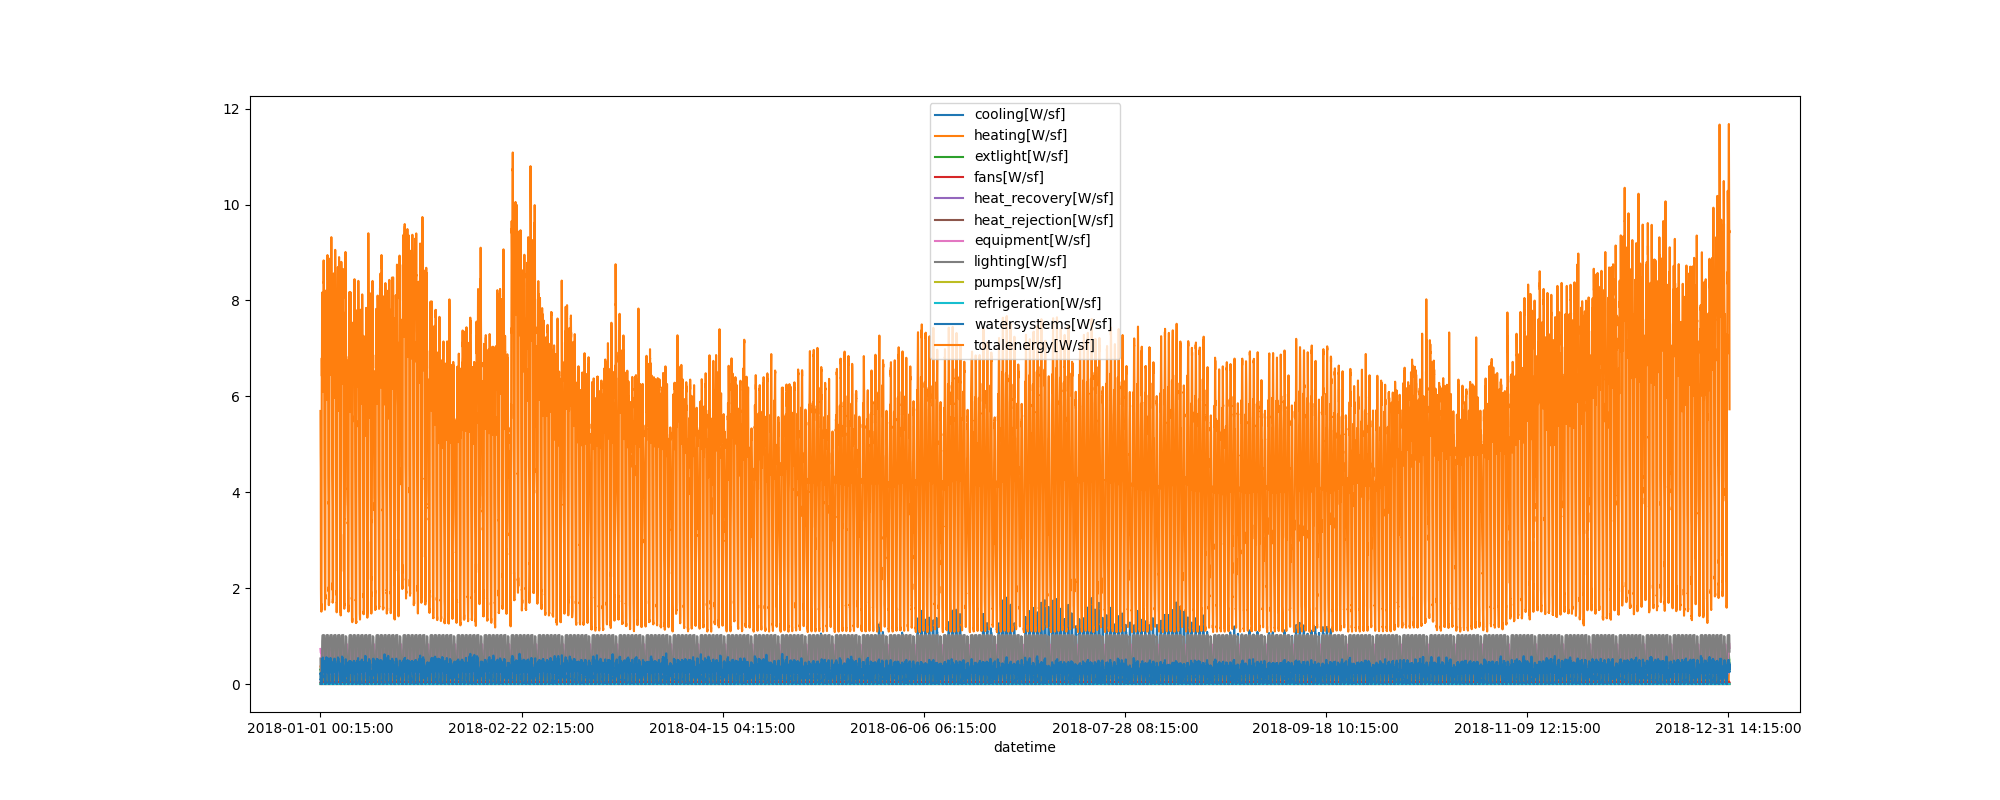 12
10
8
6
4
2
0
cooling[W/sf]
heating[W/sf]
extlight[W/sf]
fans[W/sf]
heat_recovery[W/sf]
heat_rejection[W/sf]
equipment[W/sf]
lighting[W/sf]
pumps[W/sf]
refrigeration[W/sf]
watersystems[W/sf]
totalenergy[W/sf]
2018-01-01 00:15:00 2018-02-22 02:15:00 2018-04-15 04:15:00 2018-06-06 06:15:00 2018-07-28 08:15:00 2018-09-18 10:15:00 2018-11-09 12:15:00 2018-12-31 14:15:00
datetime